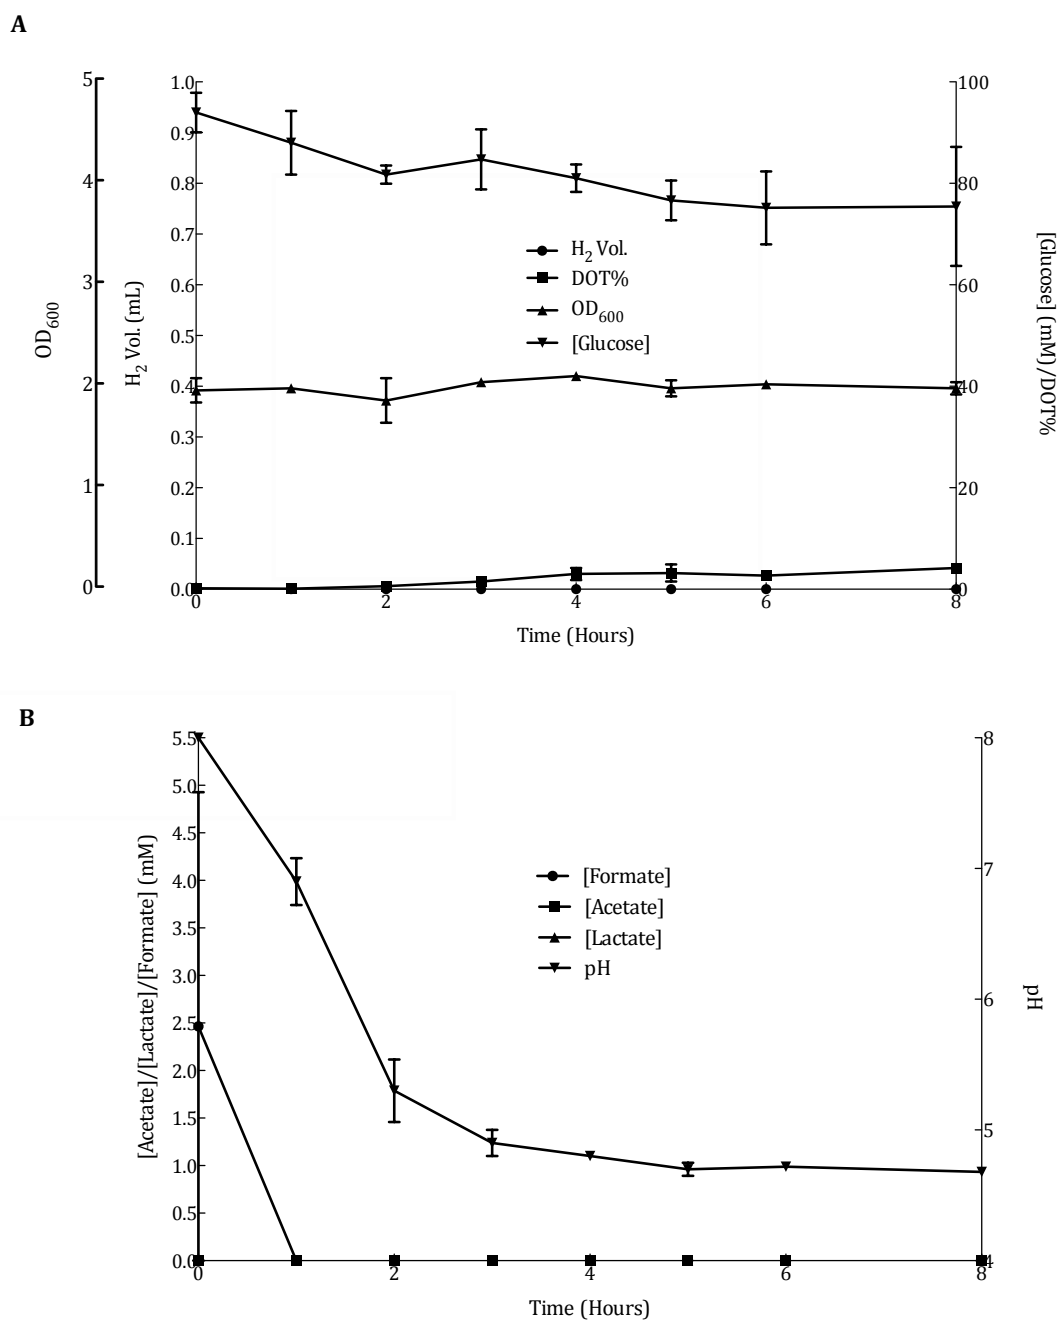 A
OD600
5
4
3
2
1
0
H2 Vol. (mL)
1.0
0.9
0.8
0.7
0.6
0.5
0.4
0.3
0.2
0.1
0.0
H2 Vol.
DOT%
OD600
[Glucose]
100
80
60
40
20
0
[Glucose] (mM)/DOT%
0 2 4 6 8
Time (Hours)
B
[Acetate]/[Lactate]/[Formate] (mM)
5.5
5.0
4.5
4.0
3.5
3.0
2.5
2.0
1.5
1.0
0.5
0.0
[Formate]
[Acetate]
[Lactate]
pH
8
7
6
5
4
pH
0 2 4 6 8
Time (Hours)